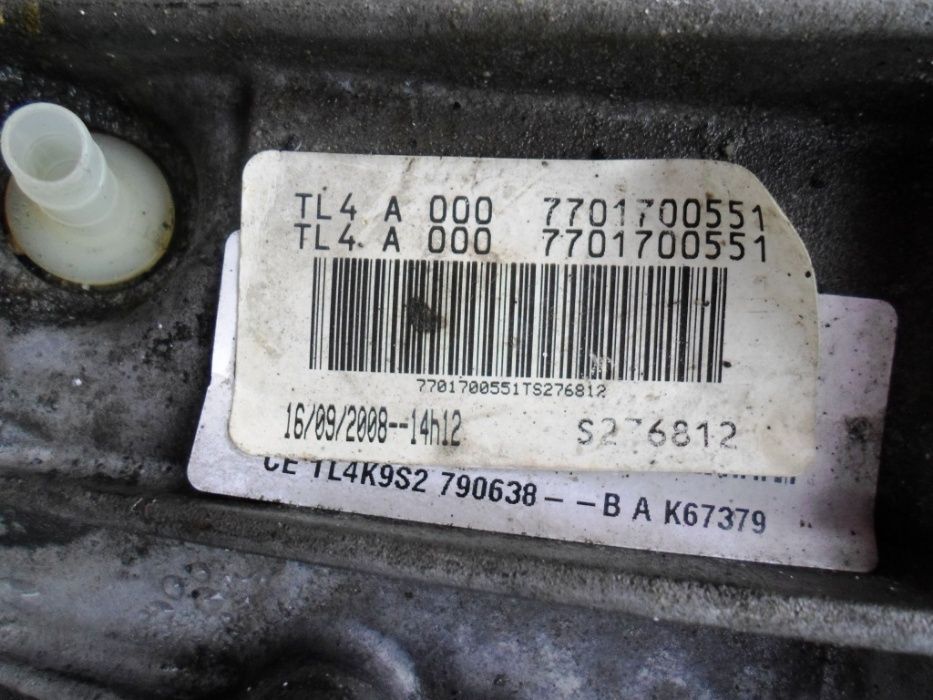 TL4 A 000 7701700551
TL4 A 000 7701700551
7701700551TS276812
16/09/2008--14h12 S276812
CE TL4K9S2 790638 - - B A K67379